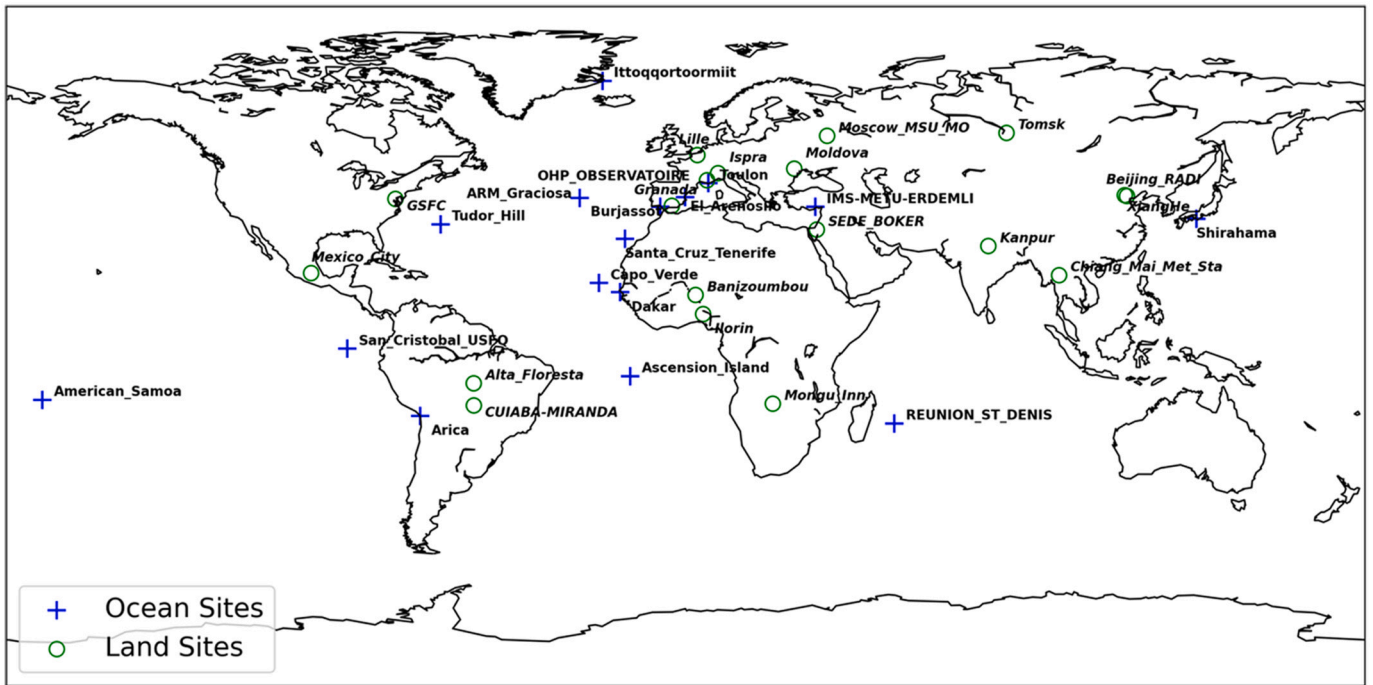 Ittoqqortoormiit
Moscow_MSU_MO
Tomsk
Lille
Ispra
Moldova
OHP_OBSERVATOIRE
Toulon
Beijing_RADI
Granada
ARM_Graciosa
IMS-METU-ERDEMLI
GSFC
Burjassot
El_Arenosillo
XiangHe
Tudor_Hill
SEDE_BOKER
Shirahama
Kanpur
Santa_Cruz_Tenerife
Mexico_City
Chiang_Mai_Met_Sta
Capo_Verde
Banizoumbou
Dakar
Ilorin
San_Cristobal_USFQ
Ascension_Island
Alta_Floresta
American_Samoa
Mongu_Inn
CUIABA-MIRANDA
REUNION_ST_DENIS
Arica
Ocean Sites
Land Sites